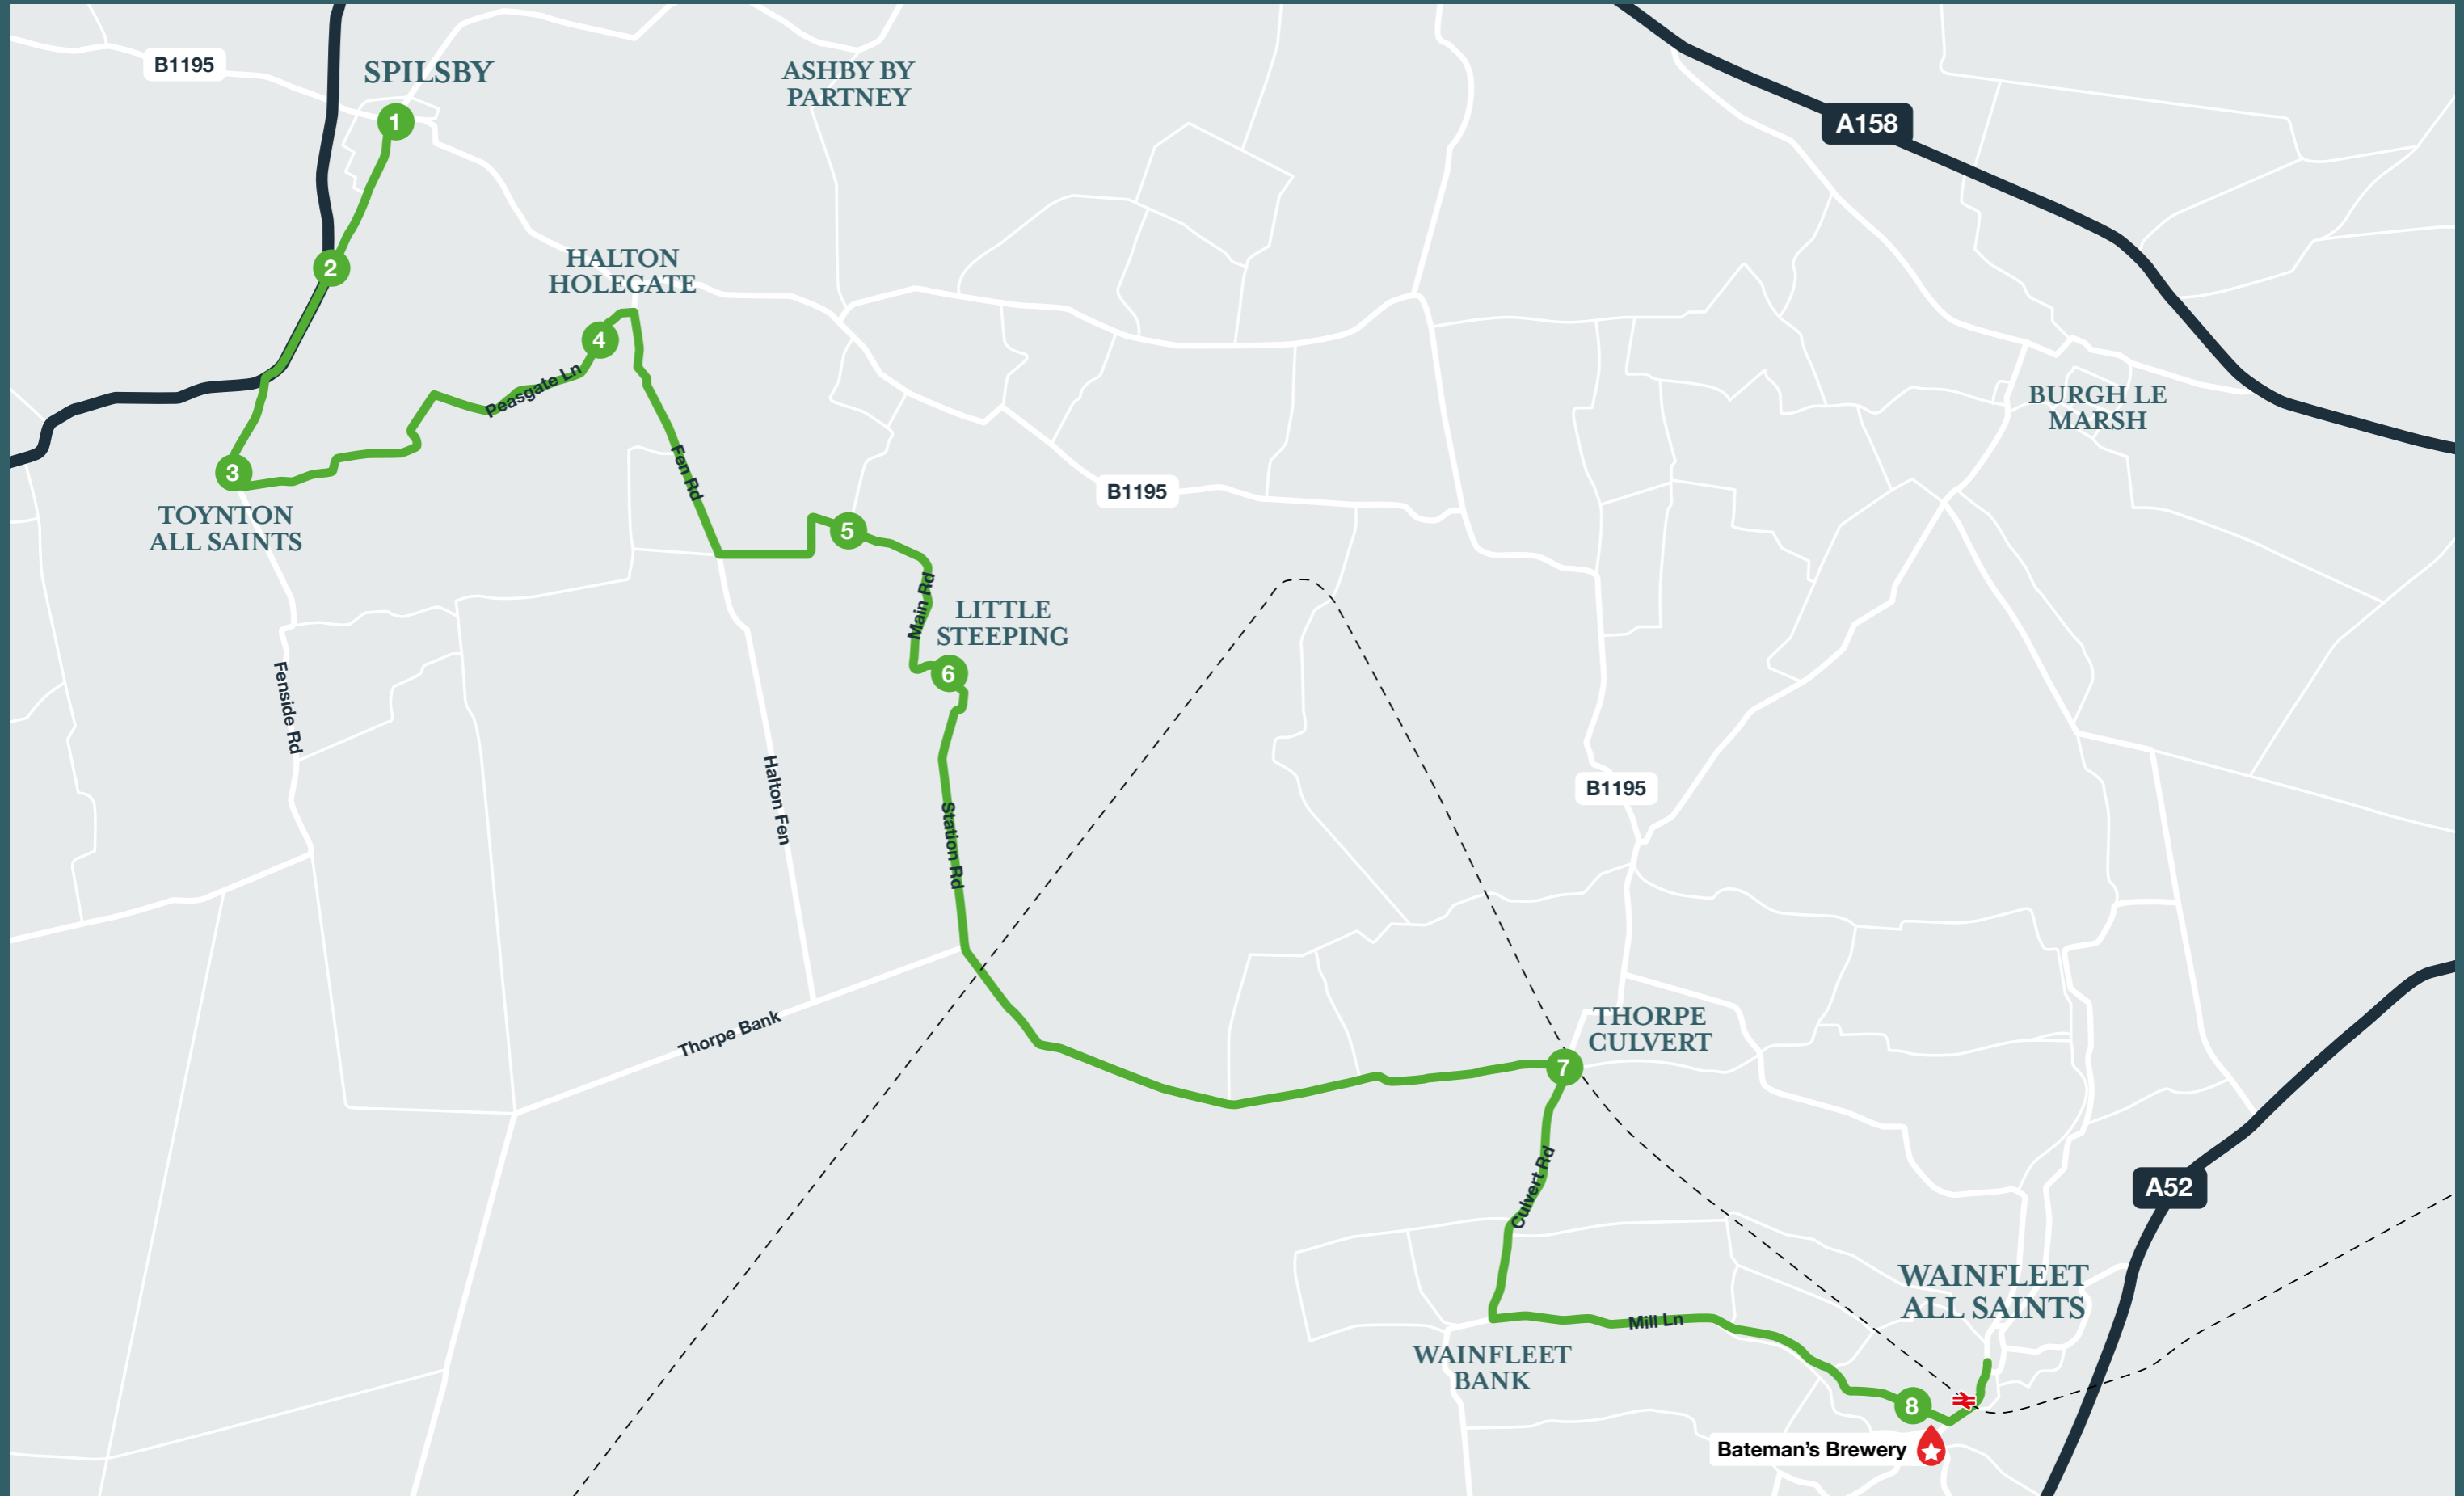 B1195
SPILSBY
ASHBY BY
PARTNEY
1
A158
2
HALTON
HOLEGATE
4
Peasgate Ln
BURGH LE
MARSH
3
Fen Rd
B1195
TOYNTON
ALL SAINTS
5
Main Rd
LITTLE
STEEPING
6
Fenside Rd
Halton Fen
B1195
Station Rd
Thorpe Bank
THORPE
CULVERT
7
Culvert Rd
A52
WAINFLEET
ALL SAINTS
Mill Ln
WAINFLEET
BANK
8
Bateman's Brewery